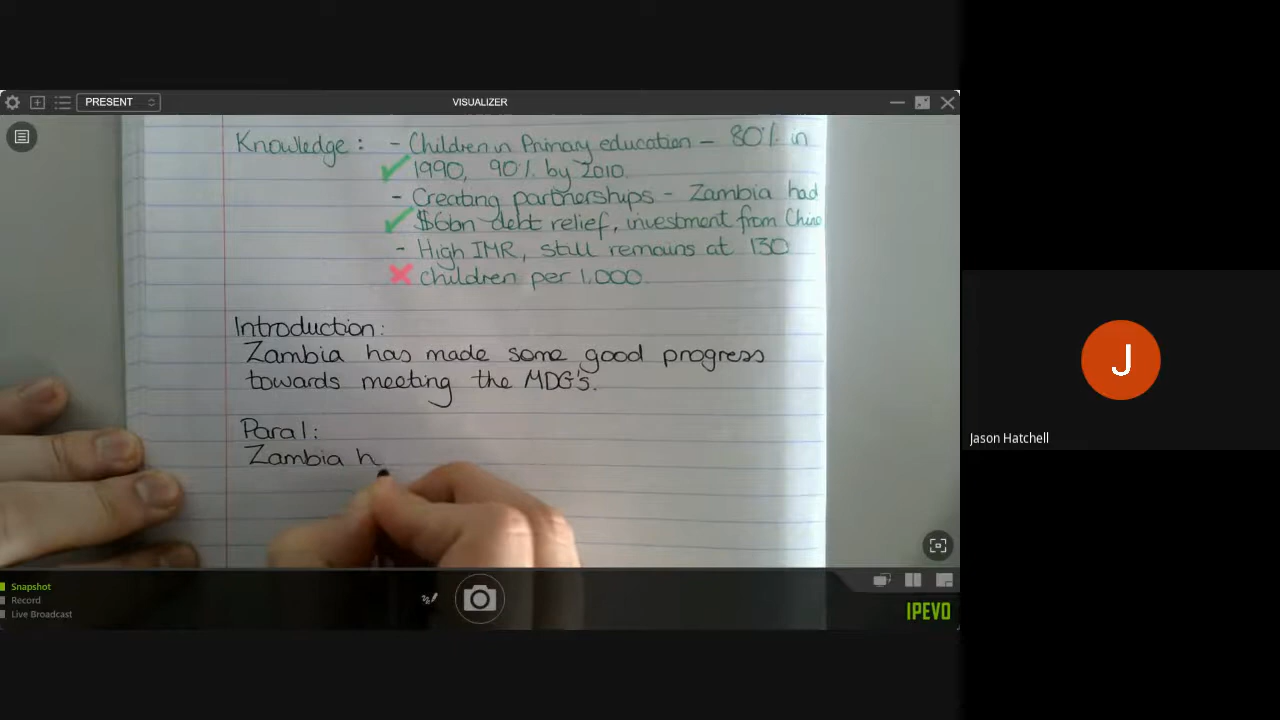 PRESENT
VISUALIZER
Knowledge : - Children in Primary education – 80% in
1990, 90% by 2010.
- Creating partnerships - Zambia had
$6bn debt relief, investment from China
- High IMR, still remains at 130
children per 1,000.
Introduction:
Zambia has made some good progress
towards meeting the MDG's.
Para 1:
Zambia h
Jason Hatchell
J
Snapshot
Record
Live Broadcast
IPEVO